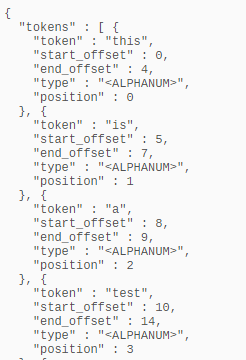 {
  "tokens" : [ {
    "token" : "this",
    "start_offset" : 0,
    "end_offset" : 4,
    "type" : "<ALPHANUM>",
    "position" : 0
  }, {
    "token" : "is",
    "start_offset" : 5,
    "end_offset" : 7,
    "type" : "<ALPHANUM>",
    "position" : 1
  }, {
    "token" : "a",
    "start_offset" : 8,
    "end_offset" : 9,
    "type" : "<ALPHANUM>",
    "position" : 2
  }, {
    "token" : "test",
    "start_offset" : 10,
    "end_offset" : 14,
    "type" : "<ALPHANUM>",
    "position" : 3
  }, {